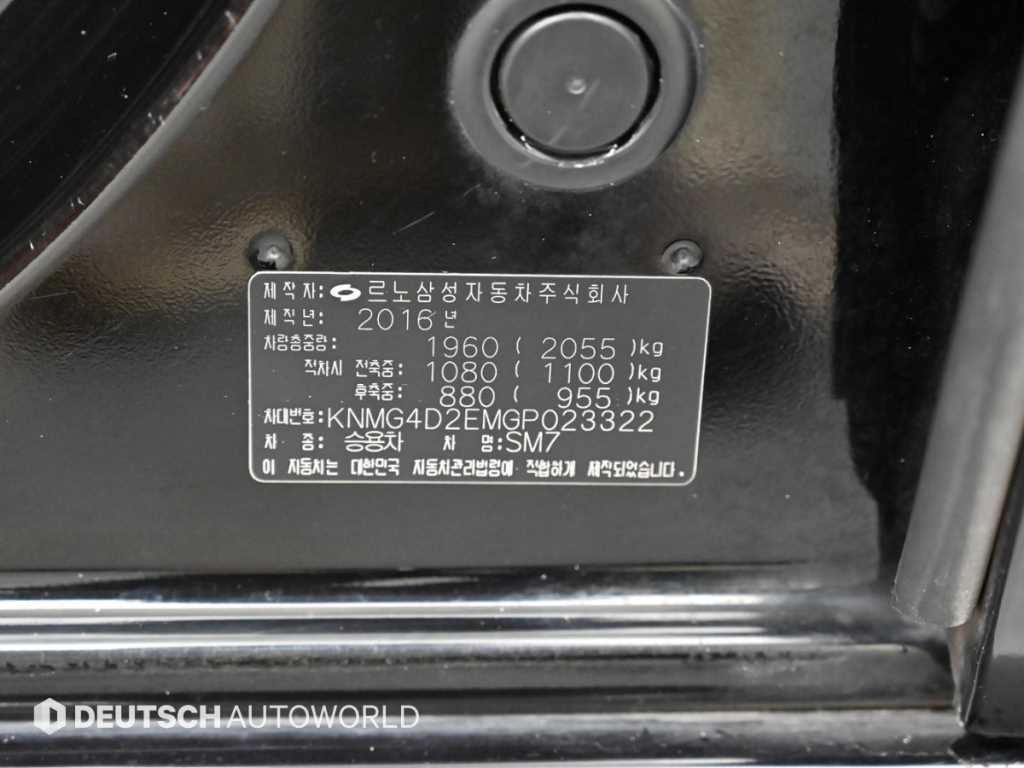 제 작 자: 르노삼성자동차주식회사
제 작 년: 2016 년
차량총중량: 1960 ( 2055 )kg
적차시 전축중: 1080 ( 1100 )kg
후축중: 880 ( 955 )kg
차대번호:KNMG4D2EMGP023322
차 종: 승용차 차 명:SM7
이 자동차는 대한민국 자동차관리법령에 적합하게 제작되었습니다.
DEUTSCH AUTOWORLD